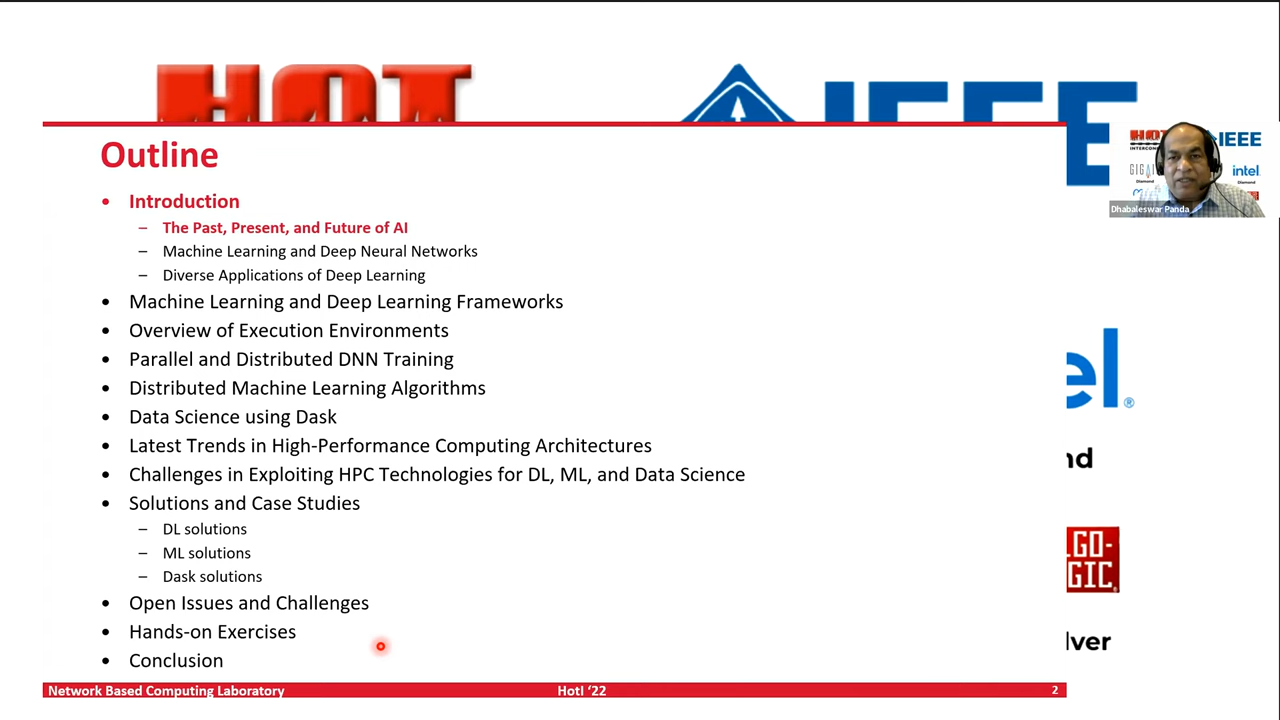 HOT
IEEE
Outline
• Introduction
– The Past, Present, and Future of AI
– Machine Learning and Deep Neural Networks
– Diverse Applications of Deep Learning
• Machine Learning and Deep Learning Frameworks
• Overview of Execution Environments
• Parallel and Distributed DNN Training
• Distributed Machine Learning Algorithms
• Data Science using Dask
• Latest Trends in High-Performance Computing Architectures
• Challenges in Exploiting HPC Technologies for DL, ML, and Data Science
• Solutions and Case Studies
– DL solutions
– ML solutions
– Dask solutions
• Open Issues and Challenges
• Hands-on Exercises
• Conclusion
Network Based Computing Laboratory HotI ‘22 2
HOT IEEE
intel.
Diamond Diamond
Dhabaleswar Panda
el®
nd
GO-
GIC®
lver